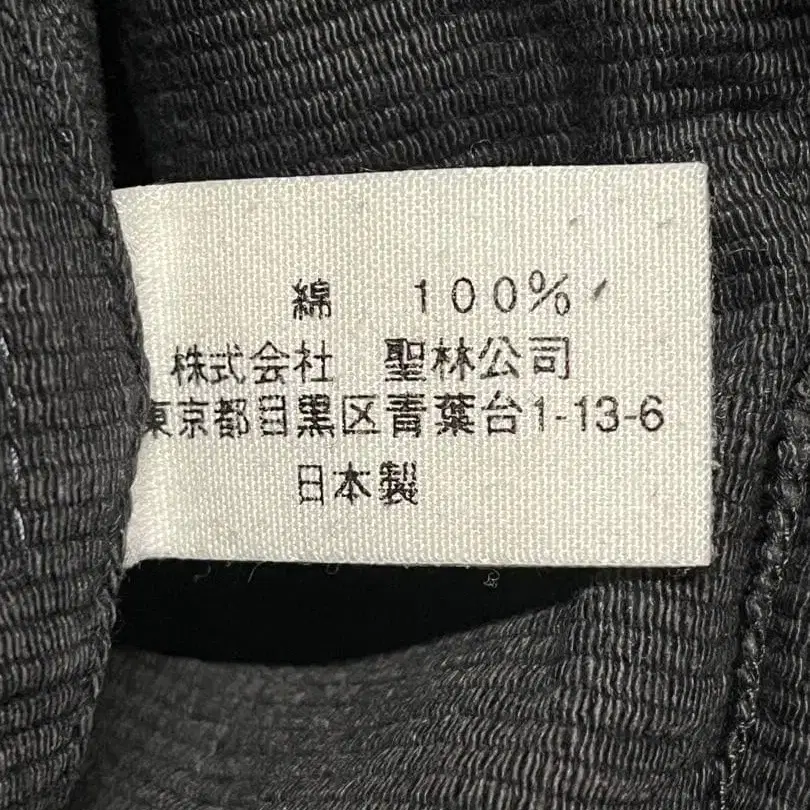 綿 100%
株式会社 聖林公司
東京都目黒区青葉台1-13-6
日本製